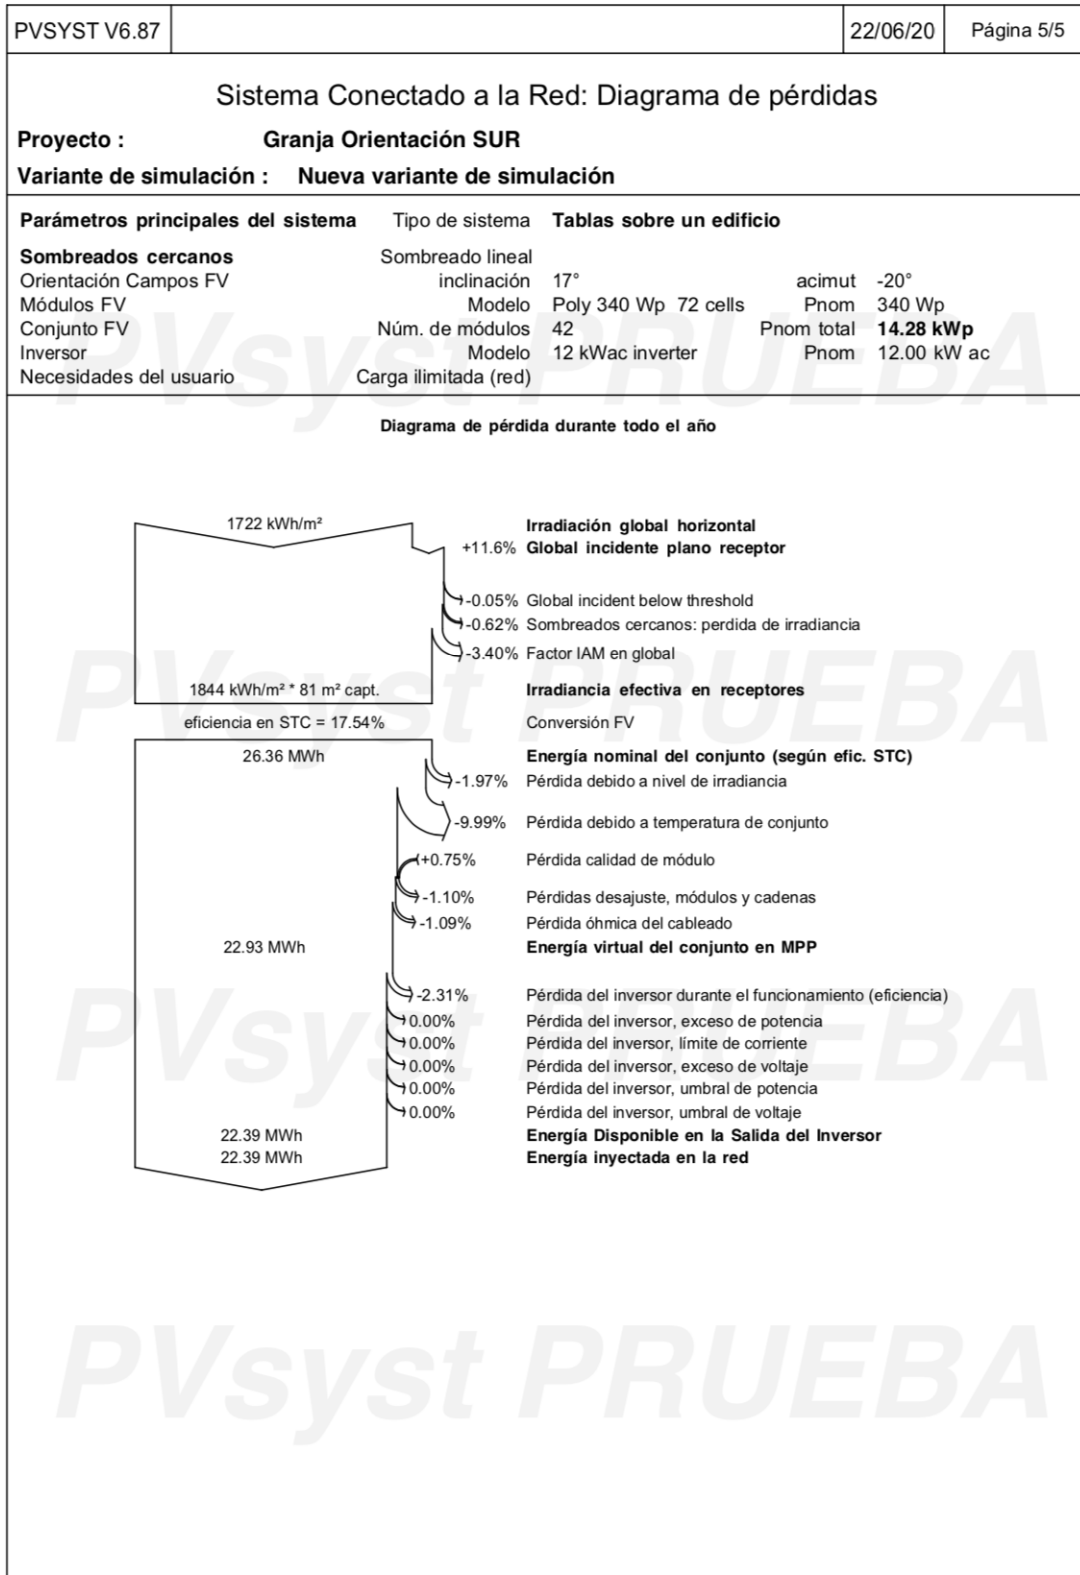 PVSYST V6.87 22/06/20 Página 5/5
Sistema Conectado a la Red: Diagrama de pérdidas
Proyecto : Granja Orientación SUR
Variante de simulación : Nueva variante de simulación
Parámetros principales del sistema Tipo de sistema Tablas sobre un edificio
Sombreados cercanos Sombreado lineal
Orientación Campos FV inclinación 17° acimut -20°
Módulos FV Modelo Poly 340 Wp 72 cells Pnom 340 Wp
Conjunto FV Núm. de módulos 42 Pnom total 14.28 kWp
Inversor Modelo 12 kWac inverter Pnom 12.00 kW ac
Necesidades del usuario Carga ilimitada (red)
PVsyst PRUEBA
Diagrama de pérdida durante todo el año
1722 kWh/m² Irradiación global horizontal
+11.6% Global incidente plano receptor
-0.05% Global incident below threshold
-0.62% Sombreados cercanos: perdida de irradiancia
-3.40% Factor IAM en global
1844 kWh/m² * 81 m² capt. Irradiancia efectiva en receptores
PVsyst PRUEBA
eficiencia en STC = 17.54% Conversión FV
26.36 MWh Energía nominal del conjunto (según efic. STC)
-1.97% Pérdida debido a nivel de irradiancia
-9.99% Pérdida debido a temperatura de conjunto
+0.75% Pérdida calidad de módulo
-1.10% Pérdidas desajuste, módulos y cadenas
-1.09% Pérdida óhmica del cableado
22.93 MWh Energía virtual del conjunto en MPP
-2.31% Pérdida del inversor durante el funcionamiento (eficiencia)
0.00% Pérdida del inversor, exceso de potencia
0.00% Pérdida del inversor, límite de corriente
PVsyst PRUEBA
0.00% Pérdida del inversor, exceso de voltaje
0.00% Pérdida del inversor, umbral de potencia
0.00% Pérdida del inversor, umbral de voltaje
22.39 MWh Energía Disponible en la Salida del Inversor
22.39 MWh Energía inyectada en la red
PVsyst PRUEBA